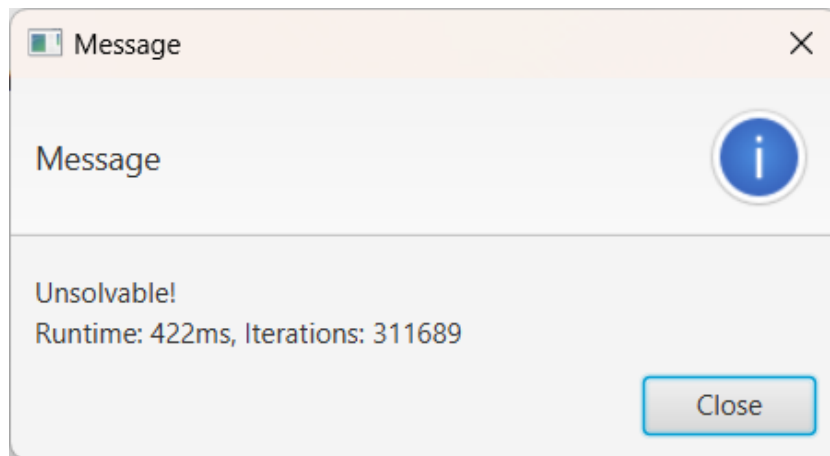 Message
Message
i
Unsolvable!
Runtime: 422ms, Iterations: 311689
Close